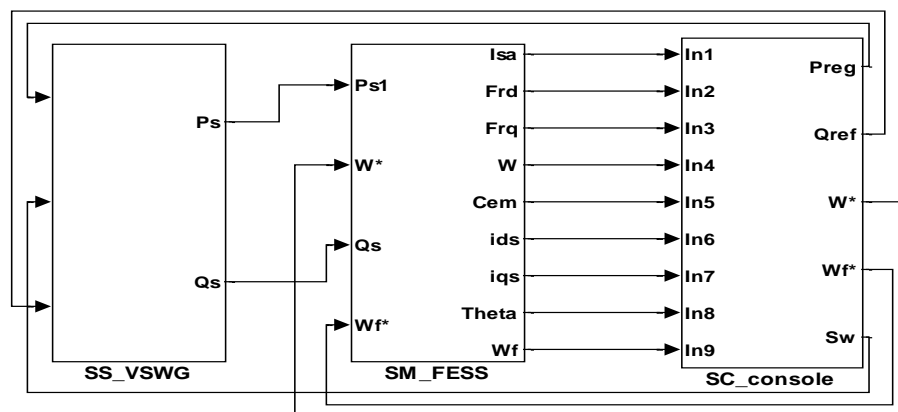 Ps
Qs
SS_VSWG
Ps1
W*
Qs
Wf*
Isa
Frd
Frq
W
Cem
ids
iqs
Theta
Wf
SM_FESS
In1
In2
In3
In4
In5
In6
In7
In8
In9
Preg
Qref
W*
Wf*
Sw
SC_console